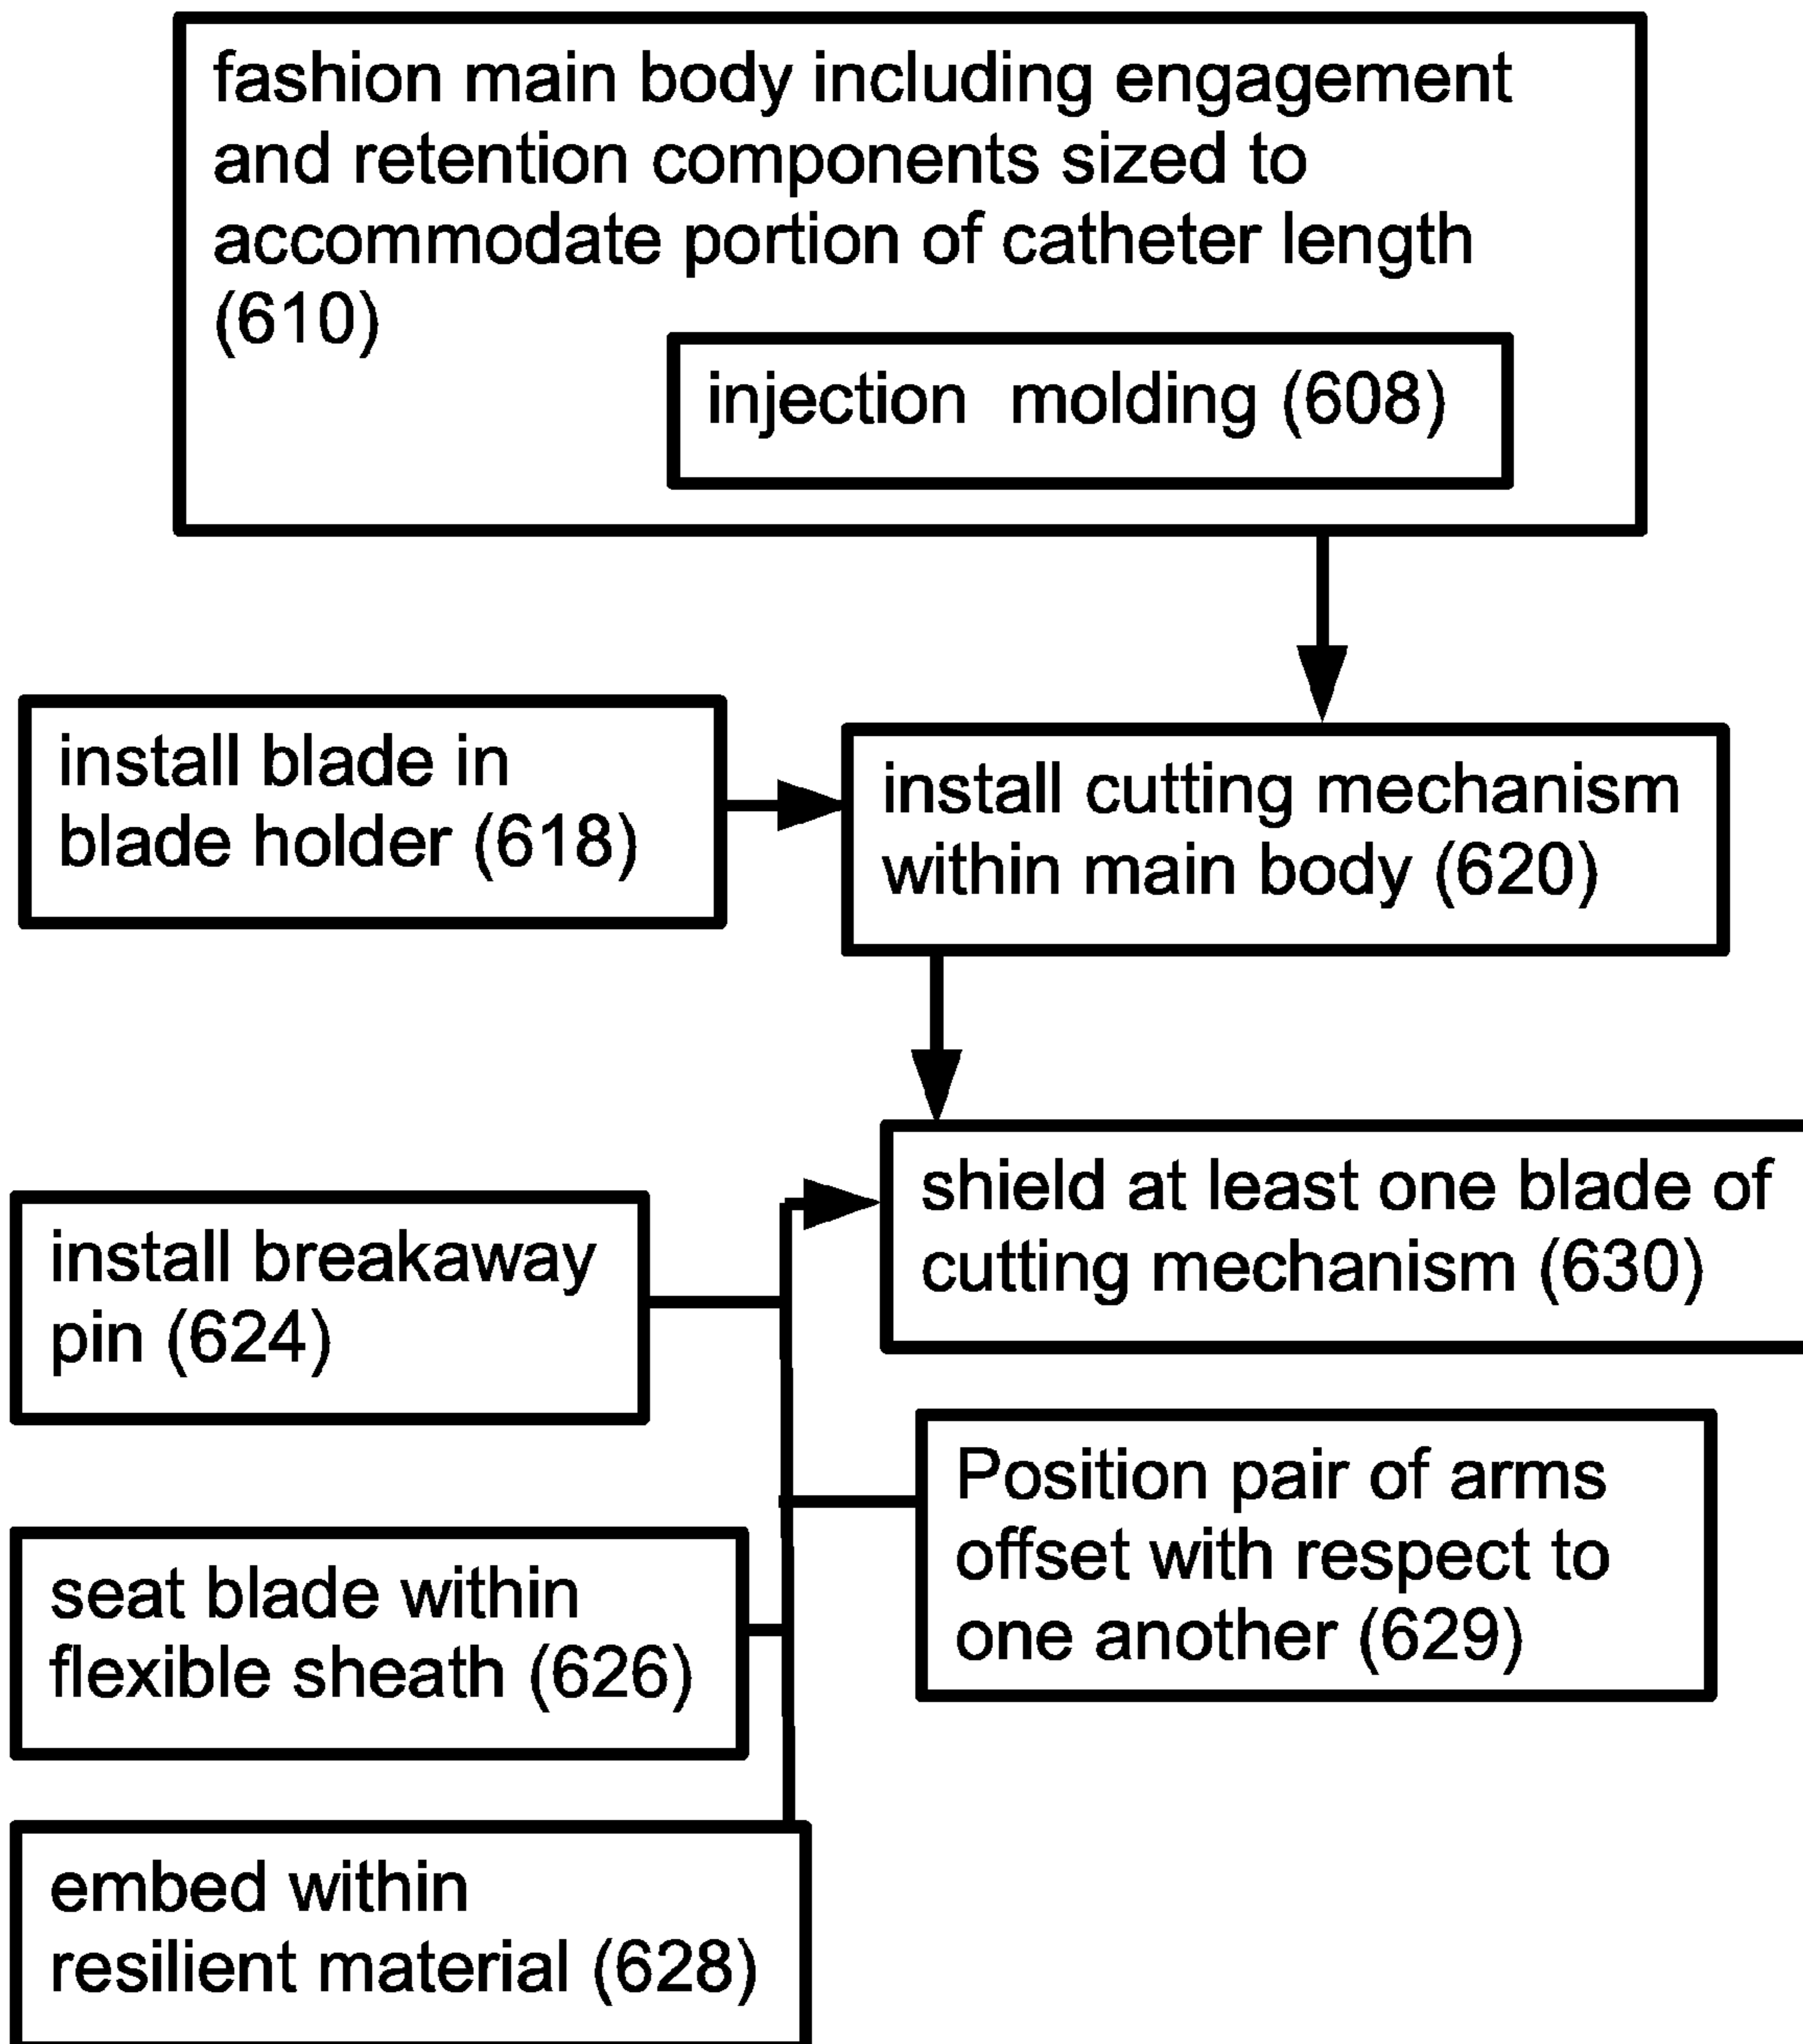 fashion main body including engagement
and retention components sized to
accommodate portion of catheter length
(610)
injection molding (608)
install blade in
blade holder (618)
install cutting mechanism
within main body (620)
shield at least one blade of
cutting mechanism (630)
install breakaway
pin (624)
Position pair of arms
offset with respect to
one another (629)
seat blade within
flexible sheath (626)
embed within
resilient material (628)